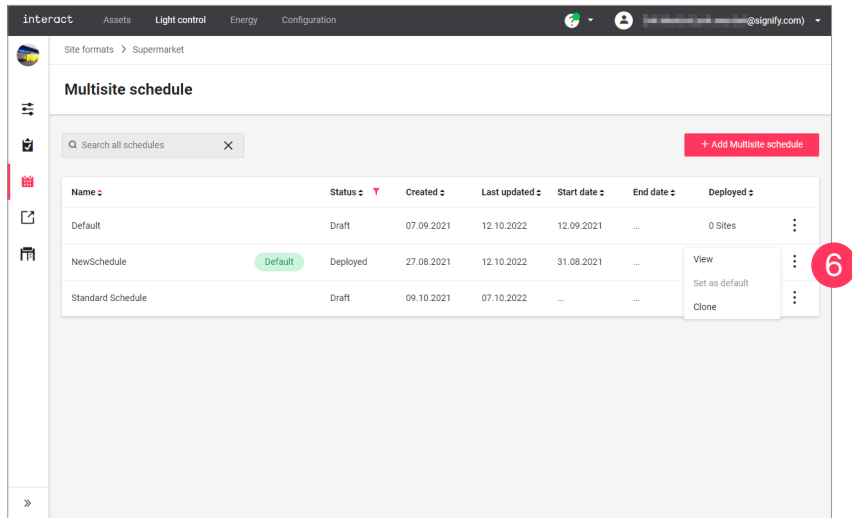 interact Assets Light control Energy Configuration ? @signify.com)
Site formats > Supermarket
Multisite schedule
Search all schedules
+ Add Multisite schedule
Name Status Created Last updated Start date End date Deployed
Default Draft 07.09.2021 12.10.2022 12.09.2021 ... 0 Sites
NewSchedule Default Deployed 27.08.2021 12.10.2022 31.08.2021 ... View
6
Set as default
Standard Schedule Draft 09.10.2021 07.10.2022 ... ... Clone